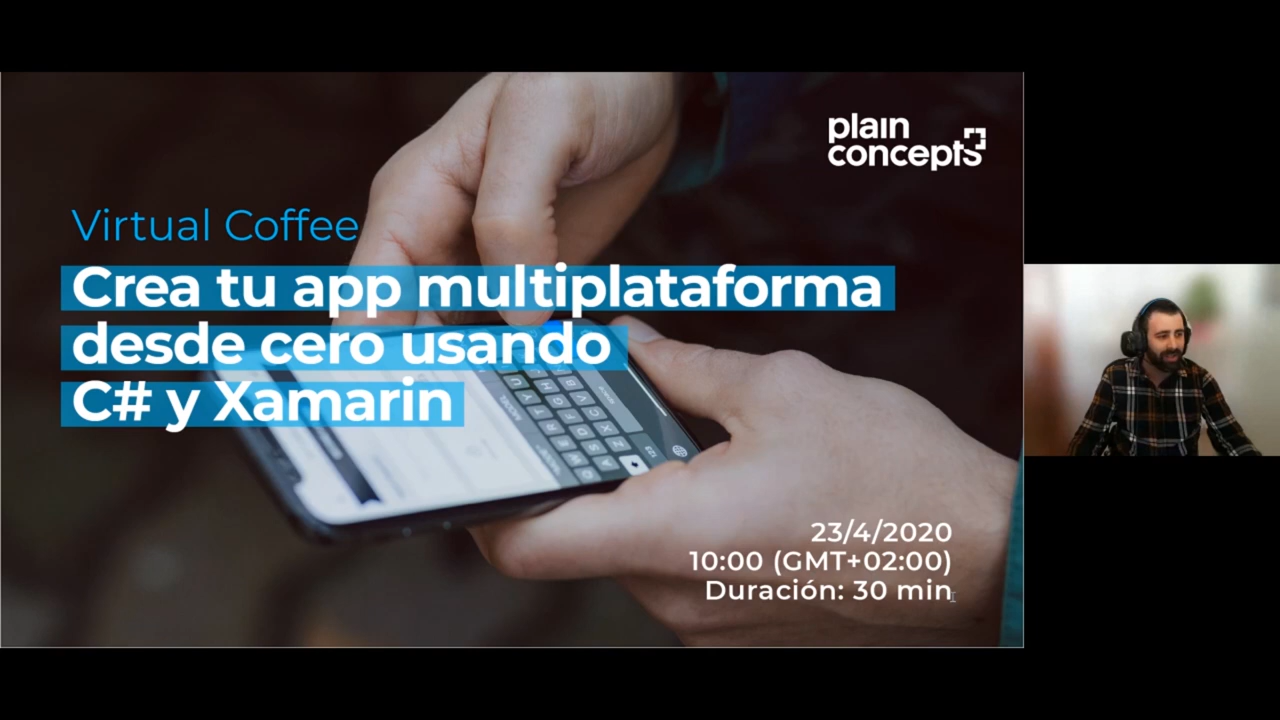 plain
concepts
Virtual Coffee
Crea tu app multiplataforma
desde cero usando
C# y Xamarin
23/4/2020
10:00 (GMT+02:00)
Duración: 30 min